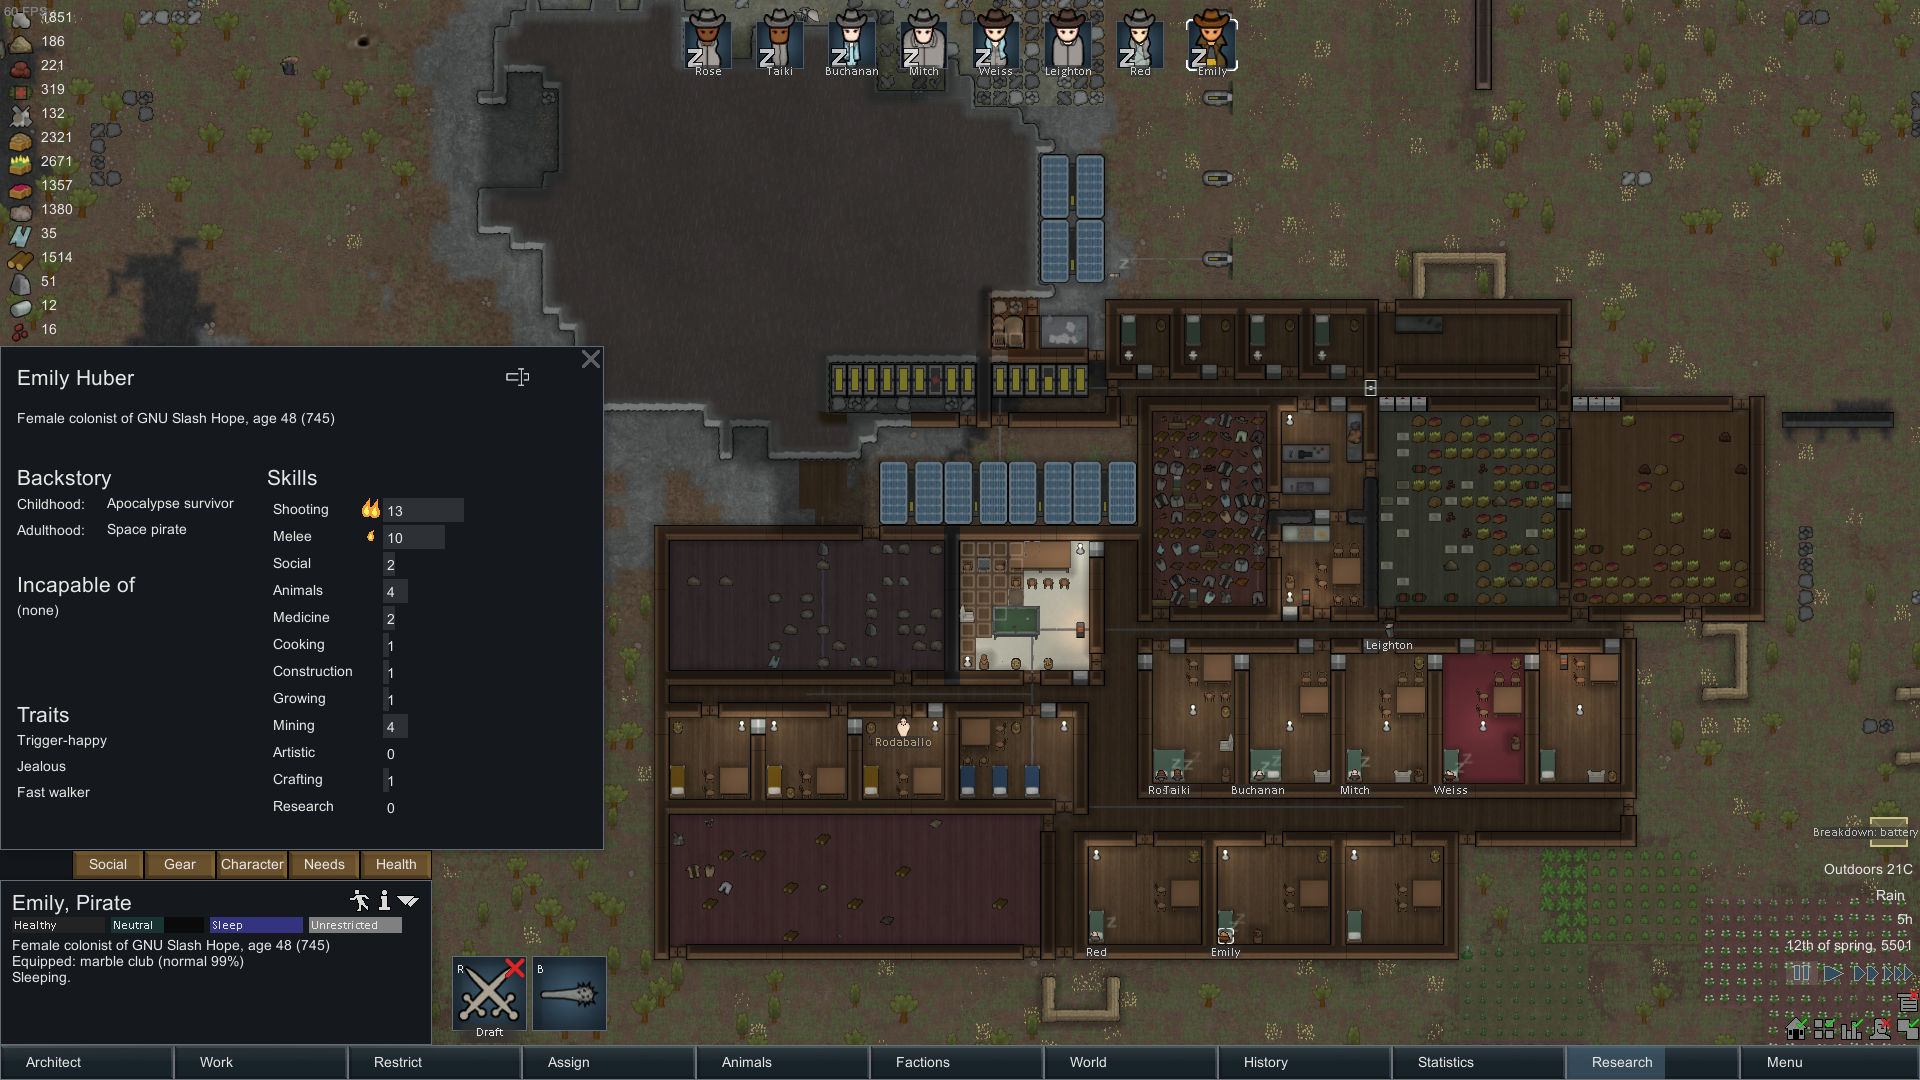 60 FPS
1851
186
221
319
132
2321
2671
1357
1380
35
1514
51
12
16
Z Rose
Z Taiki
Z Buchanan
Z Mitch
Z Weiss
Leighton
Z Red
Z Emily
Emily Huber
Female colonist of GNU Slash Hope, age 48 (745)
Backstory
Childhood: Apocalypse survivor
Adulthood: Space pirate
Incapable of
(none)
Traits
Trigger-happy
Jealous
Fast walker
Skills
Shooting 13
Melee 10
Social 2
Animals 4
Medicine 2
Cooking 1
Construction 1
Growing 1
Mining 4
Artistic 0
Crafting 1
Research 0
Social Gear Character Needs Health
Emily, Pirate
Healthy Neutral Sleep Unrestricted
Female colonist of GNU Slash Hope, age 48 (745)
Equipped: marble club (normal 99%)
Sleeping.
R
Draft
B
Leighton
Rodaballo
RoTaiki
Buchanan
Mitch
Weiss
Red
Emily
Breakdown: battery
Outdoors 21C
Rain
5h
12th of spring, 5501
Architect Work Restrict Assign Animals Factions World History Statistics Research Menu